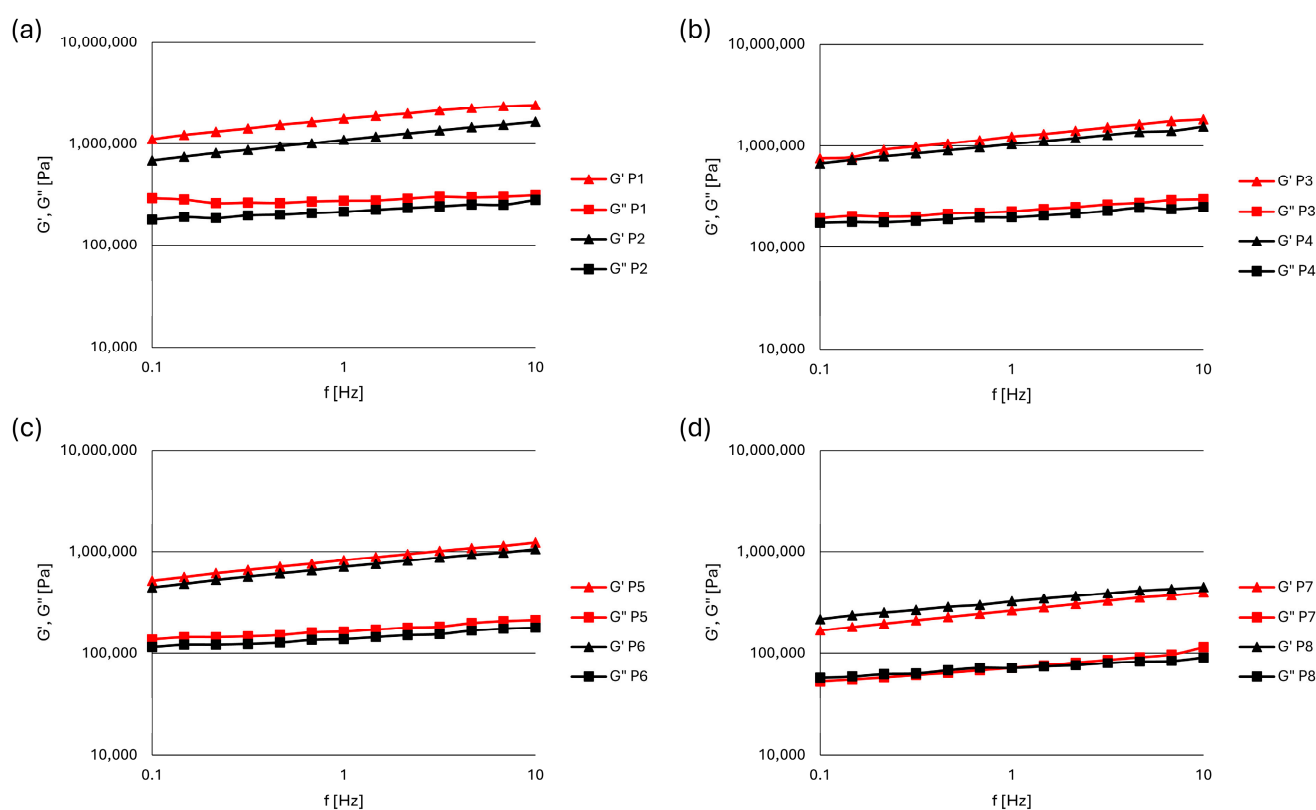 (a)
10,000,000
1,000,000
100,000
10,000
G', G'' [Pa]
0.1
1
10
f [Hz]
G' P1
G'' P1
G' P2
G'' P2
(b)
10,000,000
1,000,000
100,000
10,000
G', G'' [Pa]
0.1
1
10
f [Hz]
G' P3
G'' P3
G' P4
G'' P4
(c)
10,000,000
1,000,000
100,000
10,000
G', G'' [Pa]
0.1
1
10
f [Hz]
G' P5
G'' P5
G' P6
G'' P6
(d)
10,000,000
1,000,000
100,000
10,000
G', G'' [Pa]
0.1
1
10
f [Hz]
G' P7
G'' P7
G' P8
G'' P8